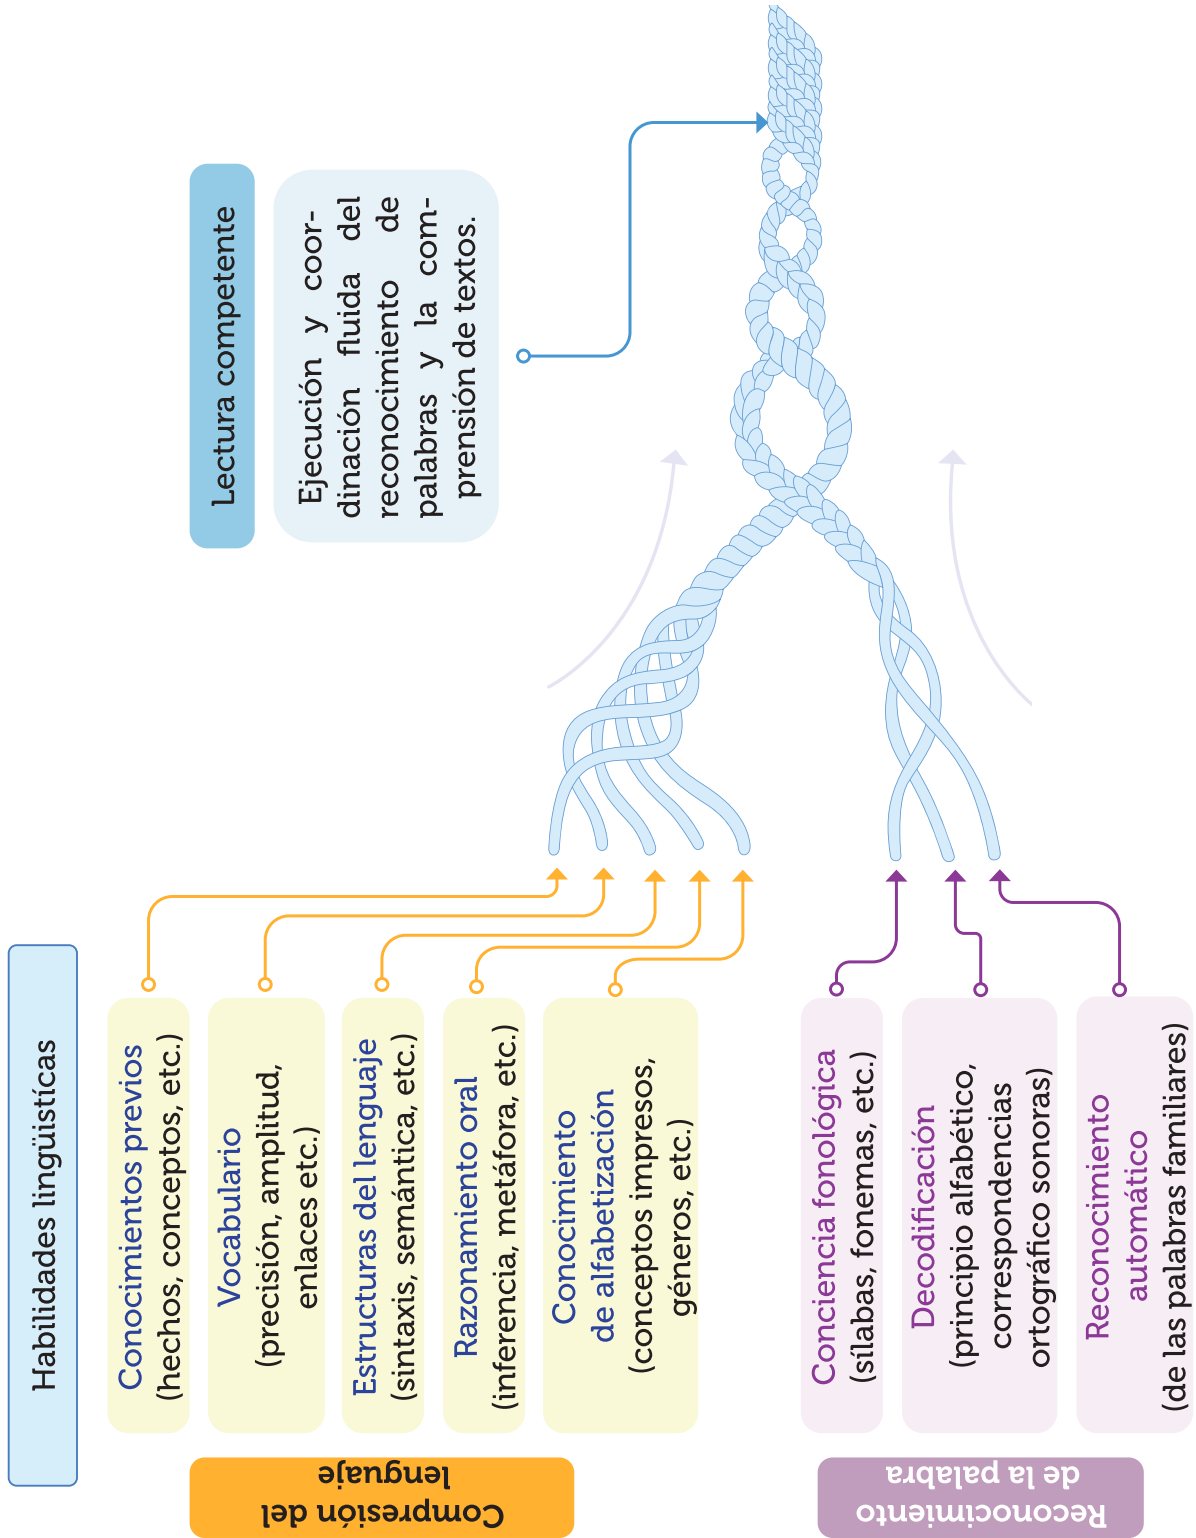 Habilidades lingüistícas
Compresión del
lenguaje
Conocimientos previos
(hechos, conceptos, etc.)
Vocabulario
(precisión, amplitud,
enlaces etc.)
Estructuras del lenguaje
(sintaxis, semántica, etc.)
Razonamiento oral
(inferencia, metáfora, etc.)
Conocimiento
de alfabetización
(conceptos impresos,
géneros, etc.)
Reconocimiento
de la palabra
Conciencia fonológica
(sílabas, fonemas, etc.)
Decodificación
(principio alfabético,
correspondencias
ortográfico sonoras)
Reconocimiento
automático
(de las palabras familiares)
Lectura competente
Ejecución y coor-
dinación fluida del
reconocimiento de
palabras y la com-
prensión de textos.